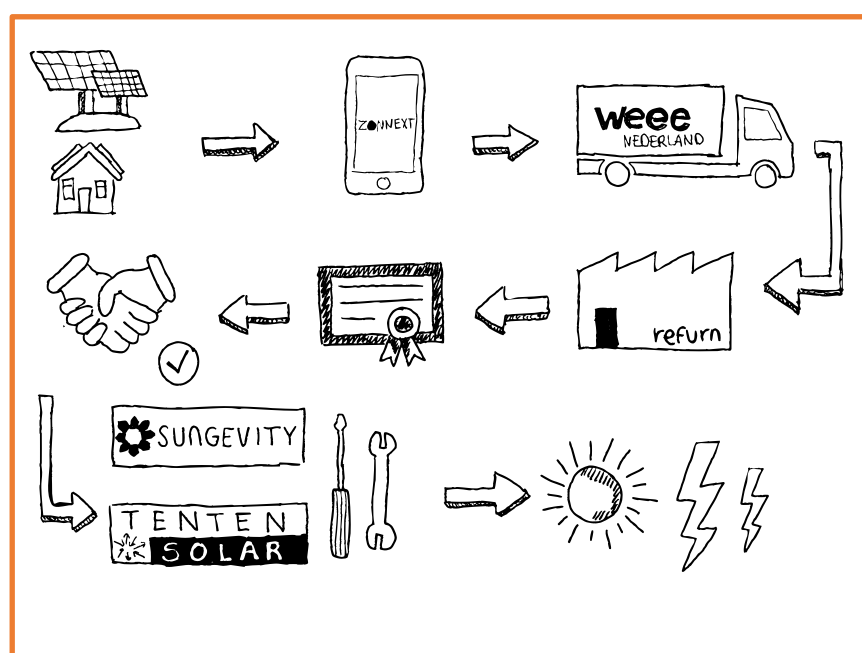 ZONNEXT
weee
NEDERLAND
refurn
SUNGEVITY
TENTEN
SOLAR